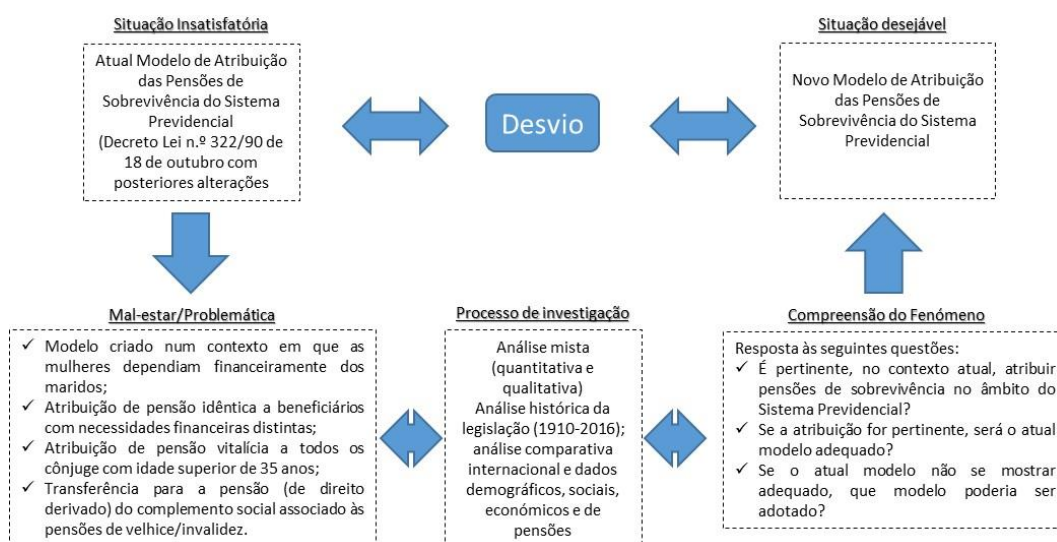 Situação Insatisfatória
Atual Modelo de Atribuição
das Pensões de
Sobrevivência do Sistema
Previdencial
(Decreto Lei n.º 322/90 de
18 de outubro com
posteriores alterações
Desvio
Situação desejável
Novo Modelo de Atribuição
das Pensões de
Sobrevivência do Sistema
Previdencial
Mal-estar/Problemática
✓ Modelo criado num contexto em que as
mulheres dependiam financeiramente dos
maridos;
✓ Atribuição de pensão idêntica a beneficiários
com necessidades financeiras distintas;
✓ Atribuição de pensão vitalícia a todos os
cônjuge com idade superior de 35 anos;
✓ Transferência para a pensão (de direito
derivado) do complemento social associado às
pensões de velhice/invalidez.
Processo de investigação
Análise mista
(quantitativa e
qualitativa)
Análise histórica da
legislação (1910-2016);
análise comparativa
internacional e dados
demográficos, sociais,
económicos e de
pensões
Compreensão do Fenómeno
Resposta às seguintes questões:
✓ É pertinente, no contexto atual, atribuir
pensões de sobrevivência no âmbito do
Sistema Previdencial?
✓ Se a atribuição for pertinente, será o atual
modelo adequado?
✓ Se o atual modelo não se mostrar
adequado, que modelo poderia ser
adotado?